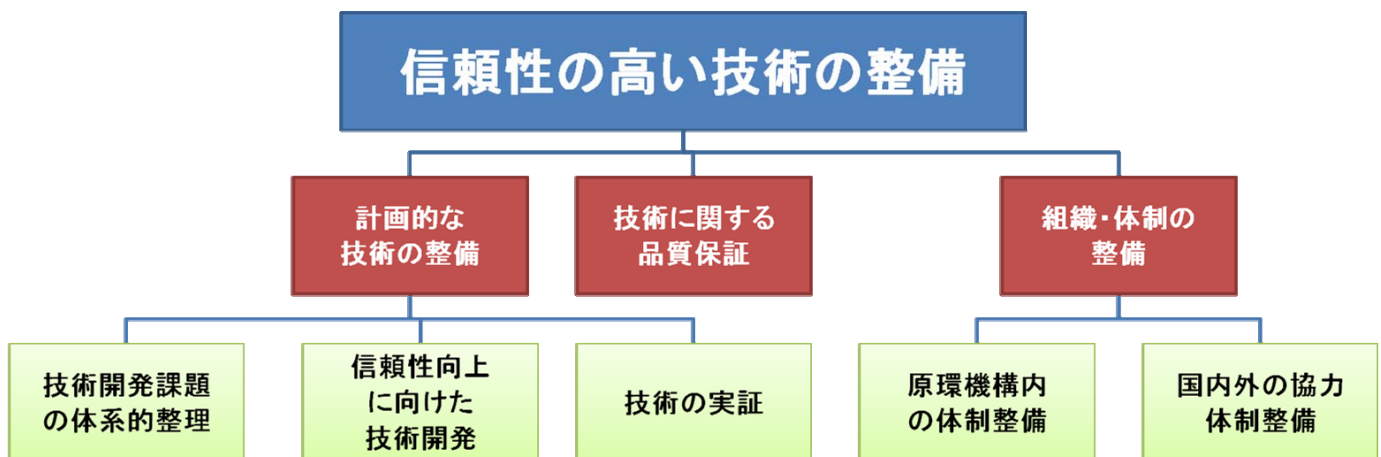 信頼性の高い技術の整備
計画的な
技術の整備
技術に関する
品質保証
組織・体制の
整備
技術開発課題
の体系的整理
信頼性向上
に向けた
技術開発
技術の実証
原環機構内
の体制整備
国内外の協力
体制整備